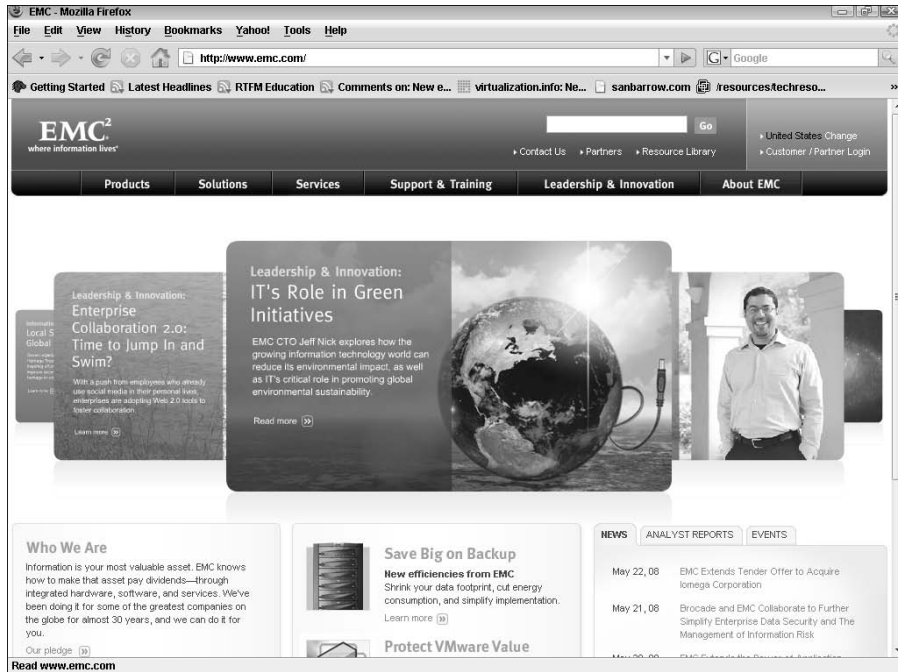 EMC - Mozilla Firefox
File Edit View History Bookmarks Yahoo! Tools Help
http://www.emc.com/
G Google
Getting Started Latest Headlines RTFM Education Comments on: New e... virtualization.info: Ne... sanbarrow.com /resources/techreso... »
EMC²
where information lives®
Go
United States Change
Contact Us Partners Resource Library
Customer / Partner Login
Products Solutions Services Support & Training Leadership & Innovation About EMC
Local S
Global
Leadership & Innovation:
Enterprise
Collaboration 2.0:
Time to Jump In and
Swim?
With a push from employees who already
use social media in their personal lives,
enterprises are adopting Web 2.0 tools to
foster collaboration.
Learn more
Leadership & Innovation:
IT's Role in Green
Initiatives
EMC CTO Jeff Nick explores how the
growing information technology world can
reduce its environmental impact, as well
as IT's critical role in promoting global
environmental sustainability.
Read more
Who We Are
Information is your most valuable asset. EMC knows
how to make that asset pay dividends—through
integrated hardware, software, and services. We've
been doing it for some of the greatest companies on
the globe for almost 30 years, and we can do it for
you.
Our pledge
Save Big on Backup
New efficiencies from EMC
Shrink your data footprint, cut energy
consumption, and simplify implementation.
Learn more
Protect VMware Value
NEWS ANALYST REPORTS EVENTS
May 22, 08 EMC Extends Tender Offer to Acquire
Iomega Corporation
May 21, 08 Brocade and EMC Collaborate to Further
Simplify Enterprise Data Security and The
Management of Information Risk
May 20, 08 EMC Extends the Power of Application
Read www.emc.com